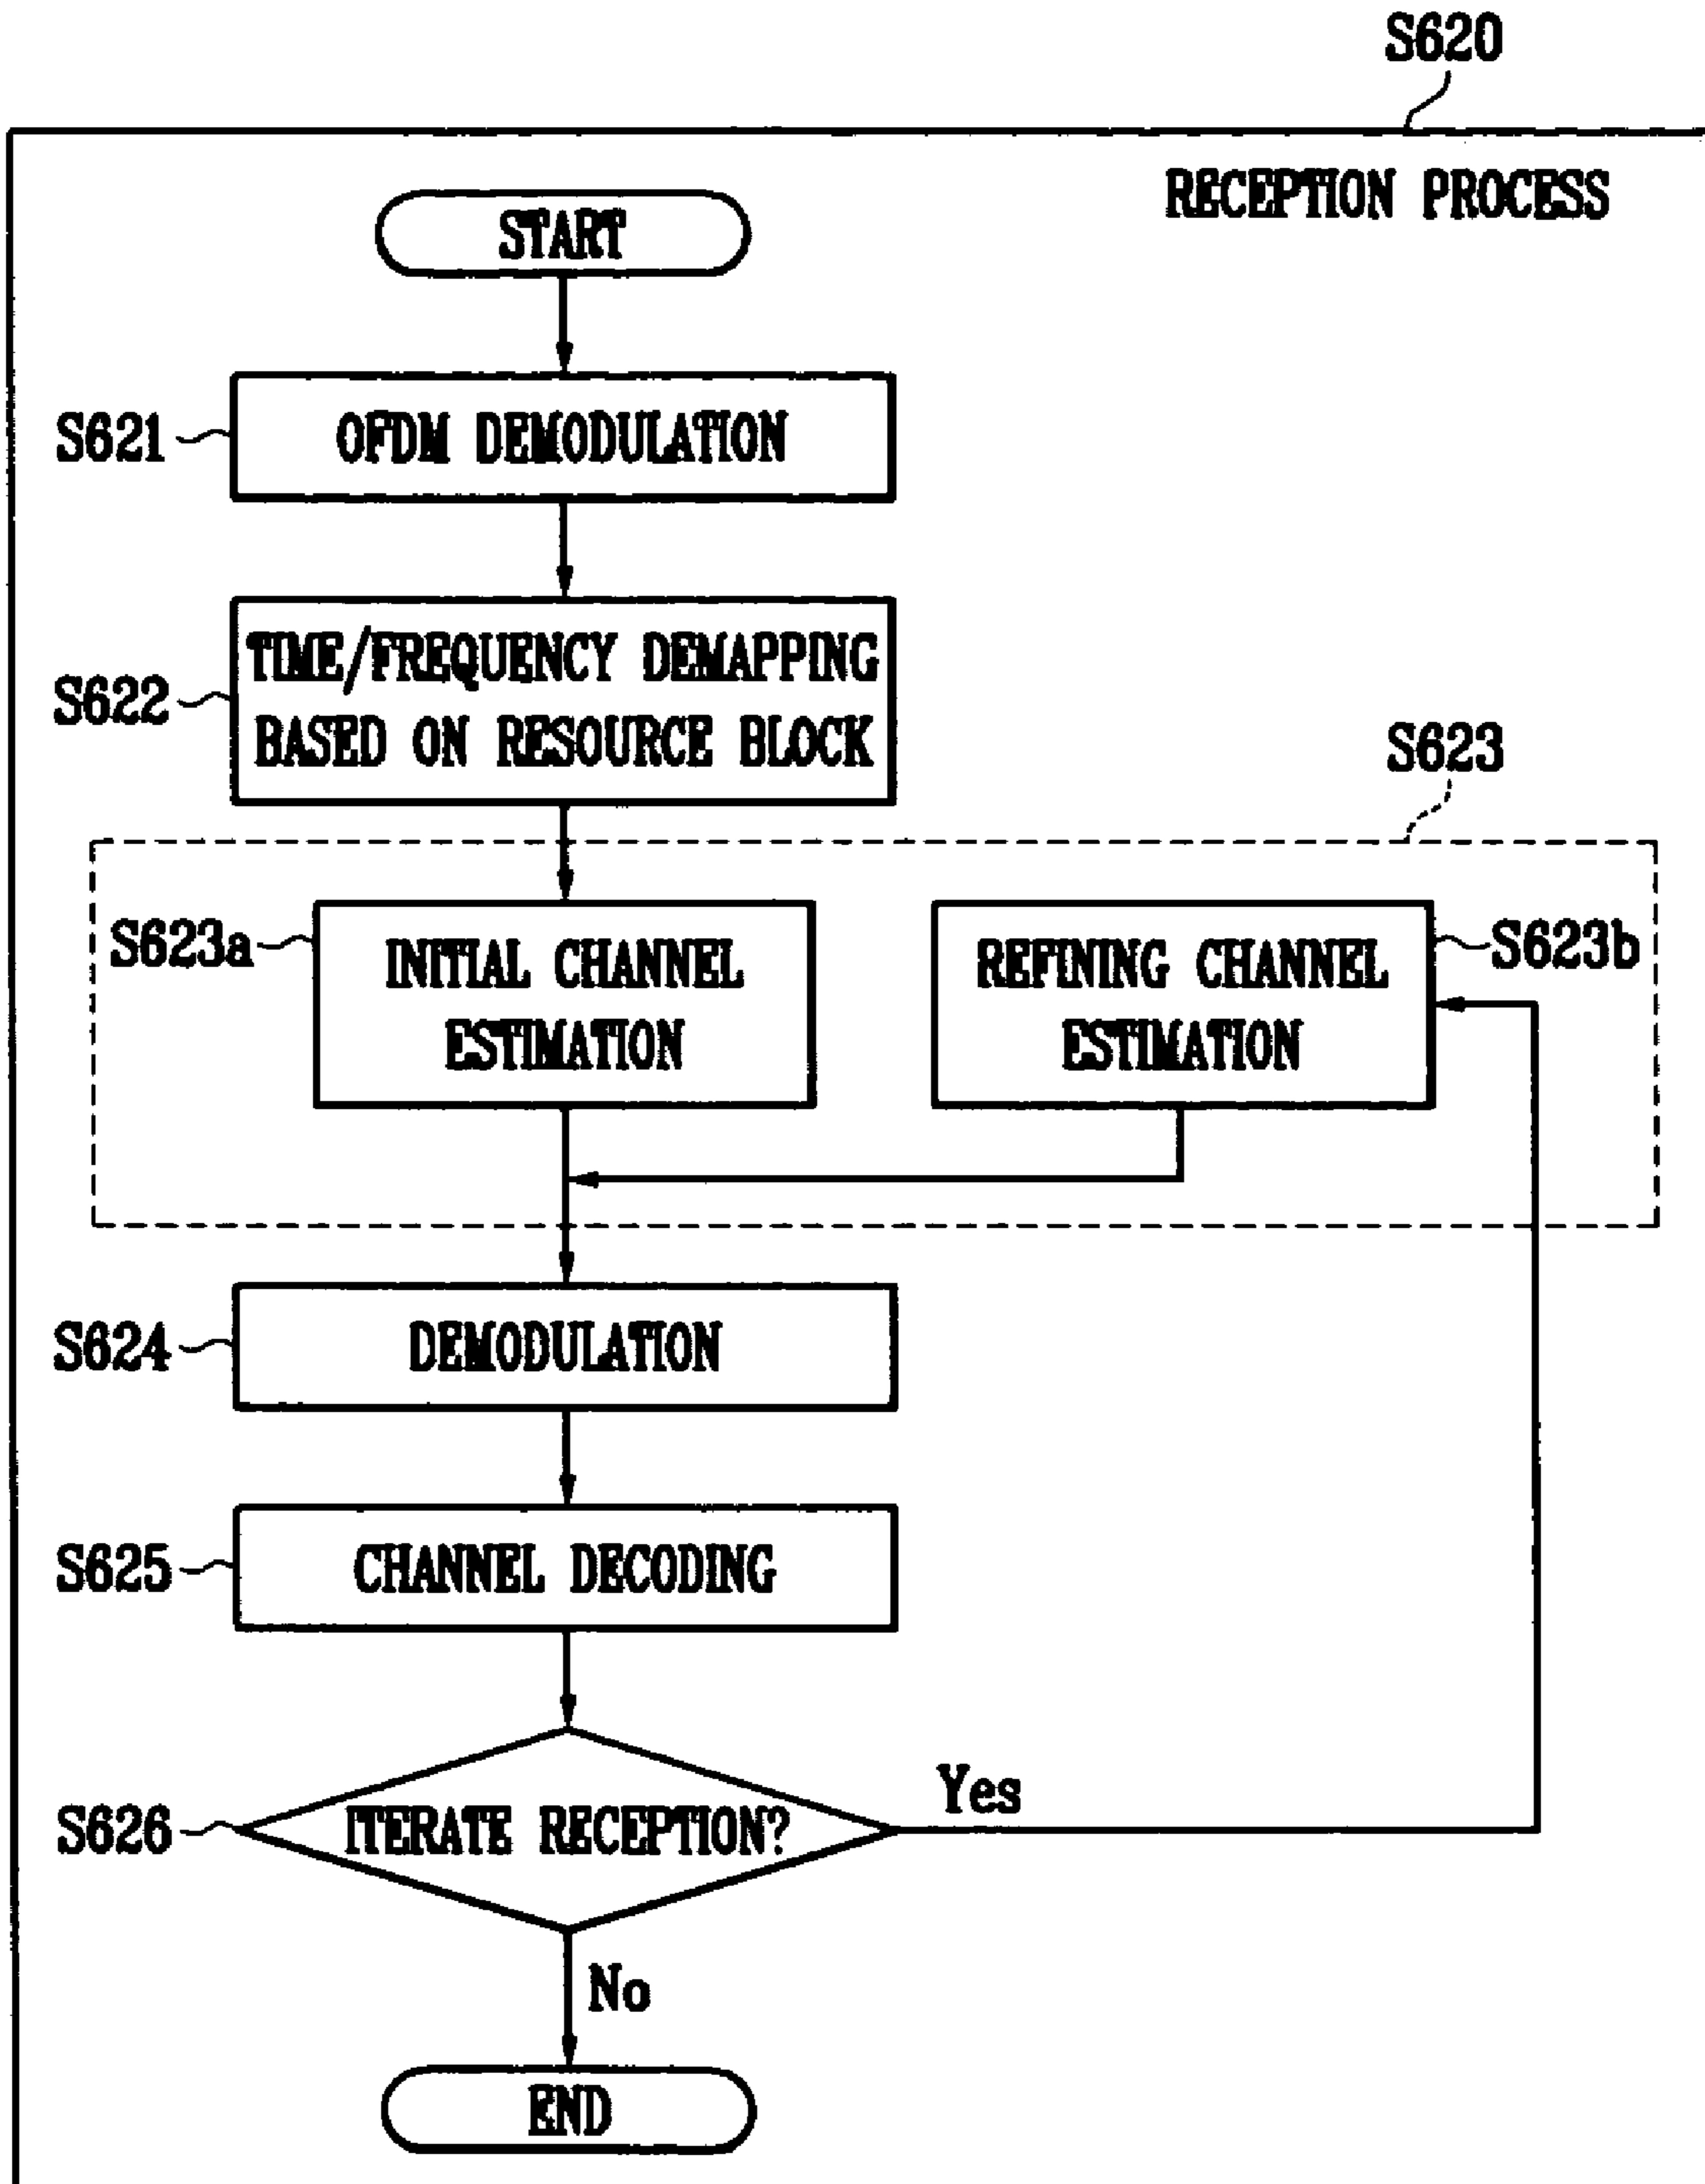 S620
RECEPTION PROCESS
START
S621
OFDM DEMODULATION
S622
TIME/FREQUENCY DEMAPPING
BASED ON RESOURCE BLOCK
S623
S623a
INITIAL CHANNEL
ESTIMATION
REFINING CHANNEL
ESTIMATION
S623b
S624
DEMODULATION
S625
CHANNEL DECODING
S626
ITERATE RECEPTION?
Yes
No
END